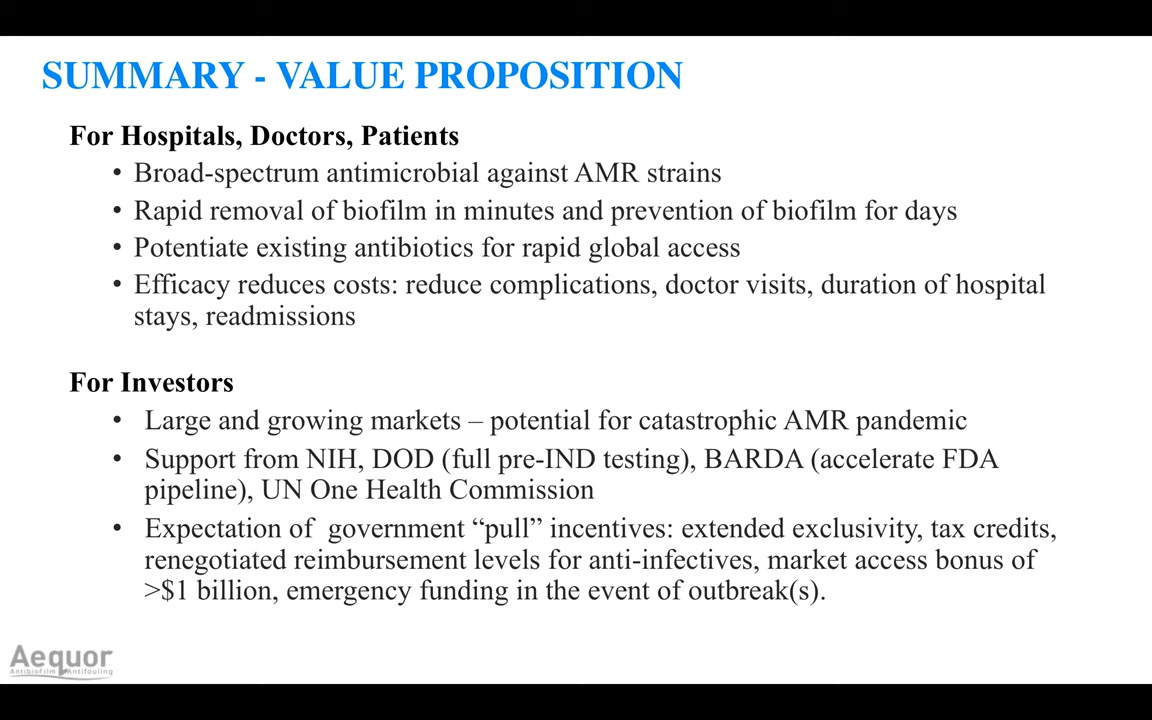 SUMMARY - VALUE PROPOSITION
For Hospitals, Doctors, Patients
• Broad-spectrum antimicrobial against AMR strains
• Rapid removal of biofilm in minutes and prevention of biofilm for days
• Potentiate existing antibiotics for rapid global access
• Efficacy reduces costs: reduce complications, doctor visits, duration of hospital
stays, readmissions
For Investors
• Large and growing markets – potential for catastrophic AMR pandemic
• Support from NIH, DOD (full pre-IND testing), BARDA (accelerate FDA
pipeline), UN One Health Commission
• Expectation of government “pull” incentives: extended exclusivity, tax credits,
renegotiated reimbursement levels for anti-infectives, market access bonus of
>$1 billion, emergency funding in the event of outbreak(s).
Aequor
Antibiofilm Antifouling